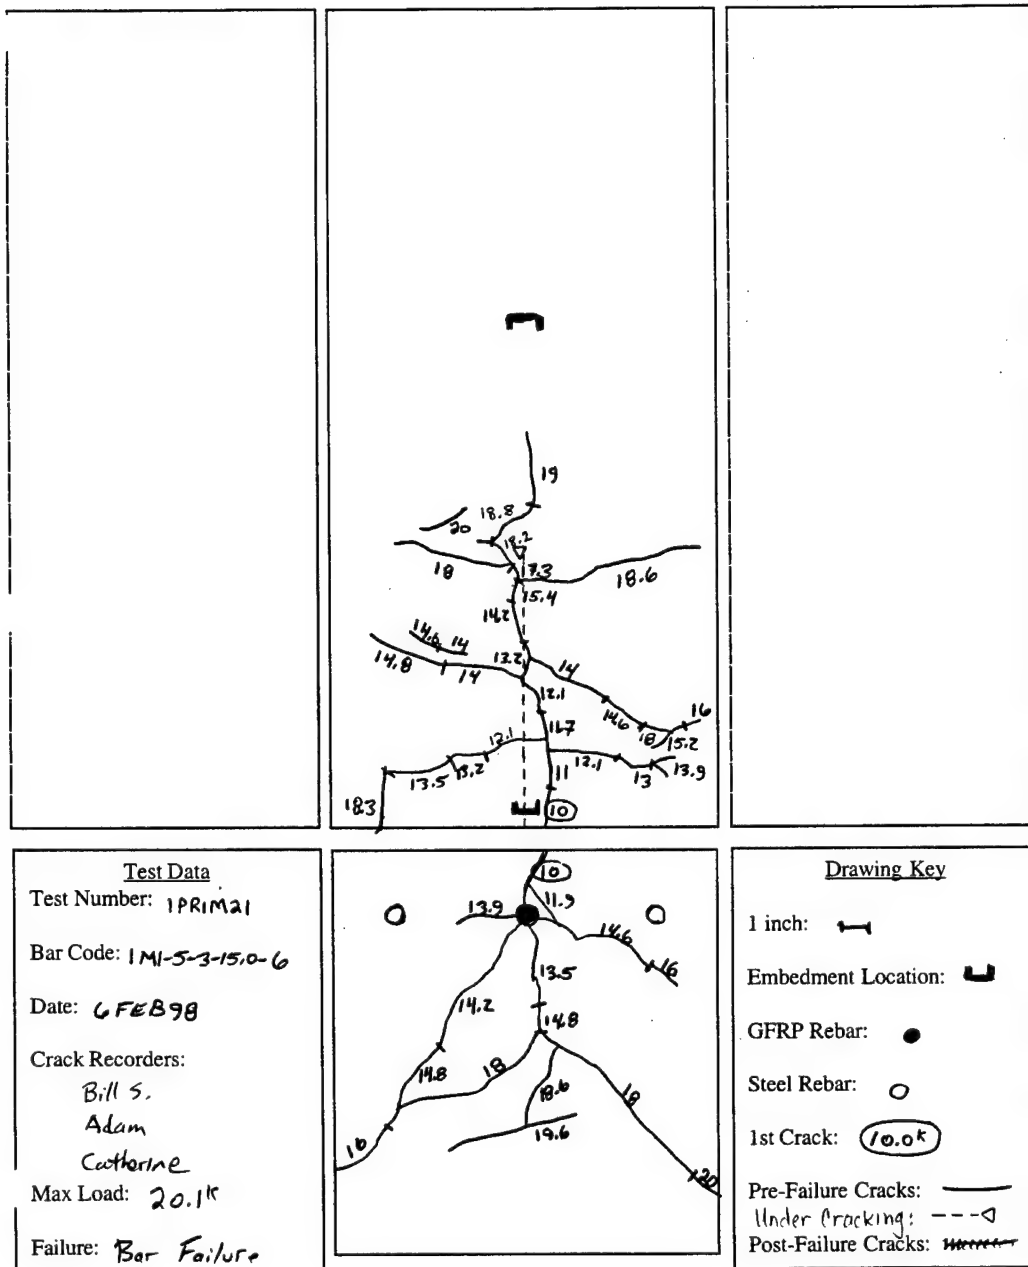 19
18.8
20
18.2
18
17.3
18.6
15.4
14.2
14.6 14
13.2
14.8
14
14
12.1
14.6
16
18
15.2
11.7
12.1
13.5
13.2
12.1
13
13.9
11
18.3
10
Test Data
Test Number: 1PRIM21
Bar Code: 1MI-5-3-15.0-6
Date: 6 FEB 98
Crack Recorders:
Bill S.
Adam
Catherine
Max Load: 20.1k
Failure: Bar Failure
10
11.9
13.9
14.6
16
13.5
14.2
14.8
14.8
18
18.6
18
16
19.6
20
Drawing Key
1 inch:
Embedment Location:
GFRP Rebar:
Steel Rebar:
1st Crack: 10.0k
Pre-Failure Cracks:
Under Cracking:
Post-Failure Cracks: